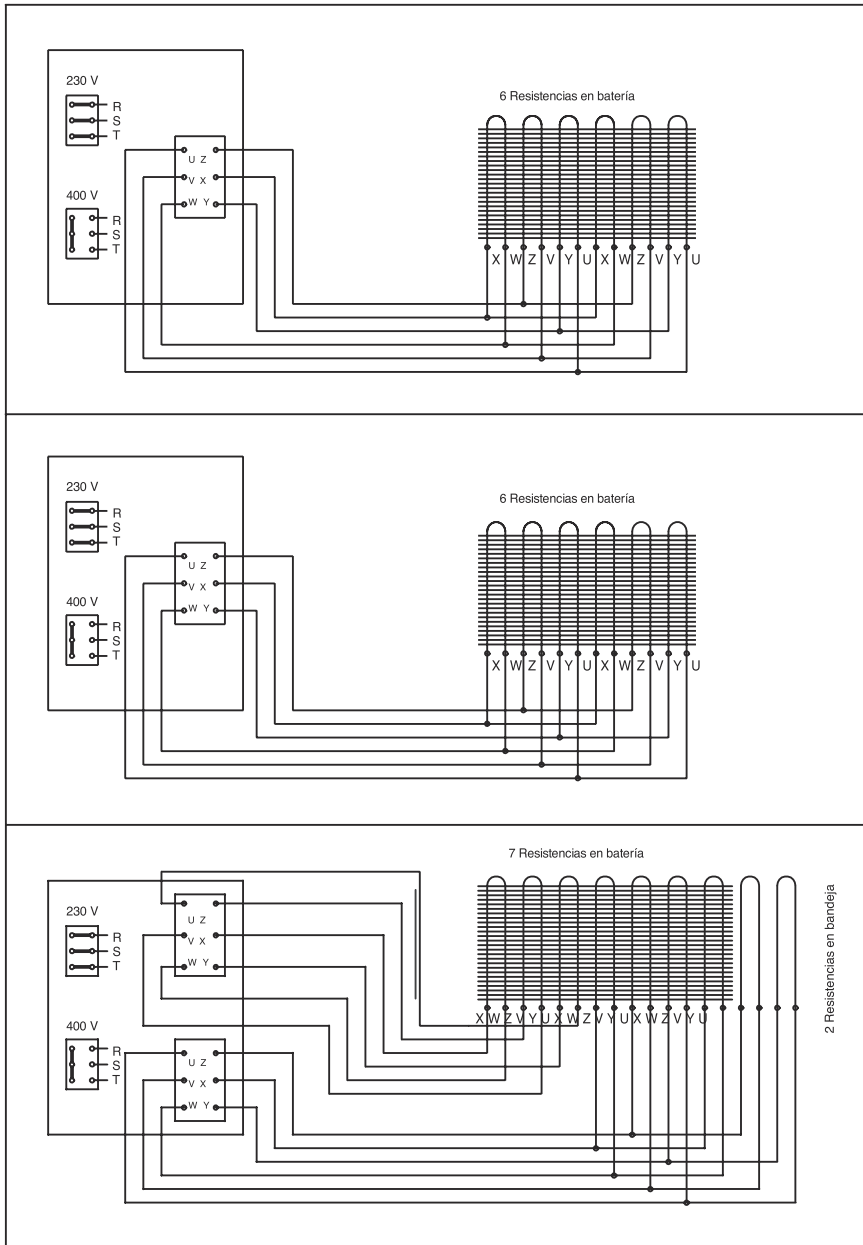 6 Resistencias en batería
230 V
R
S
T
U Z
V X
W Y
400 V
R
S
T
X W Z V Y U X W Z V Y U
6 Resistencias en batería
230 V
R
S
T
U Z
V X
W Y
400 V
R
S
T
X W Z V Y U X W Z V Y U
7 Resistencias en batería
2 Resistencias en bandeja
230 V
R
S
T
U Z
V X
W Y
400 V
R
S
T
U Z
V X
W Y
X W Z V Y U X W Z V Y U X W Z V Y U